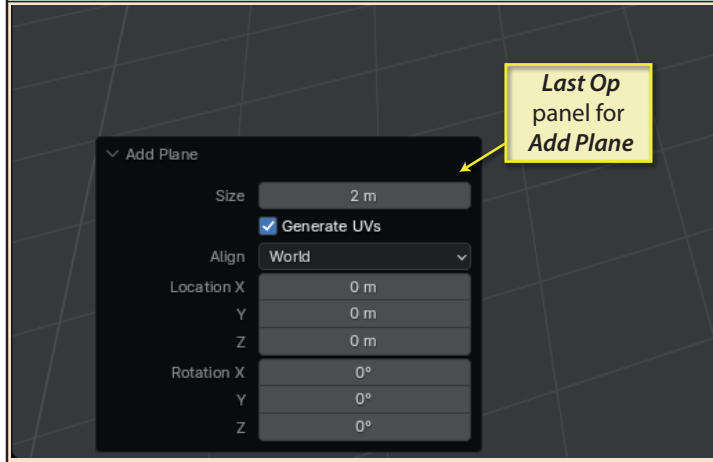 Last Op
panel for
Add Plane
Add Plane
Size 2 m
Generate UVs
Align World
Location X 0 m
Y 0 m
Z 0 m
Rotation X 0°
Y 0°
Z 0°